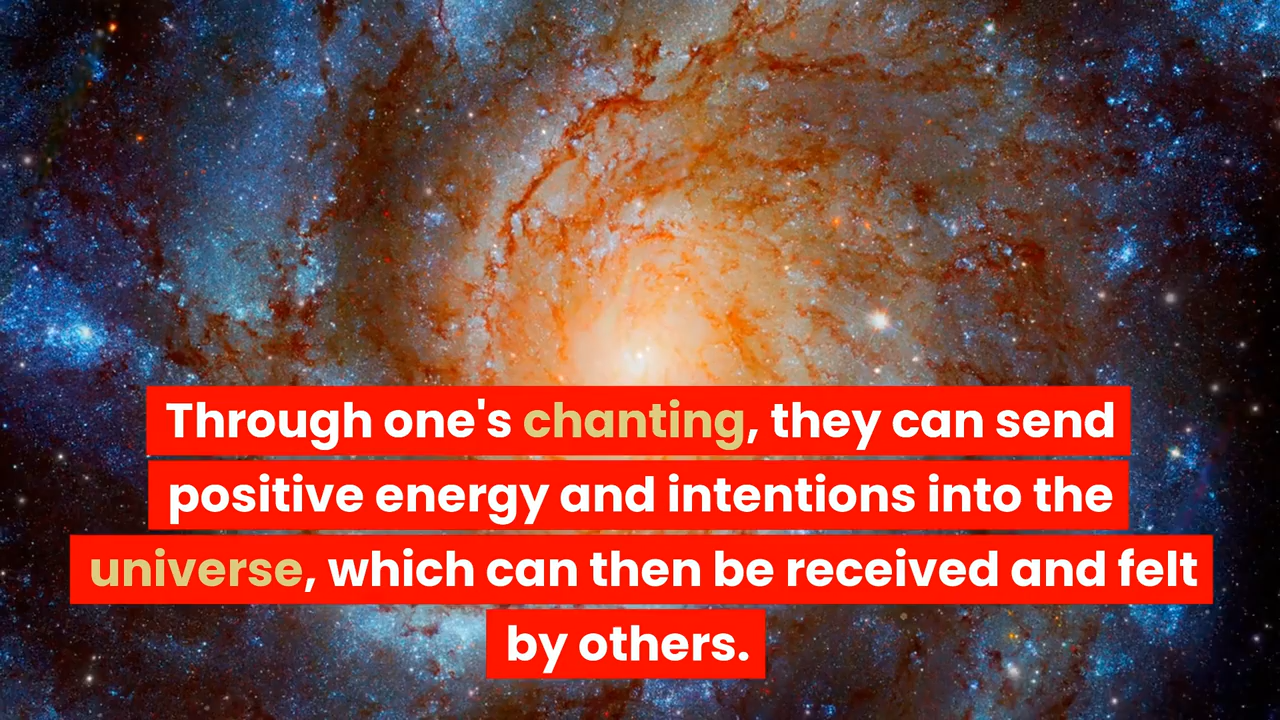 Through one's chanting, they can send
positive energy and intentions into the
universe, which can then be received and felt
by others.